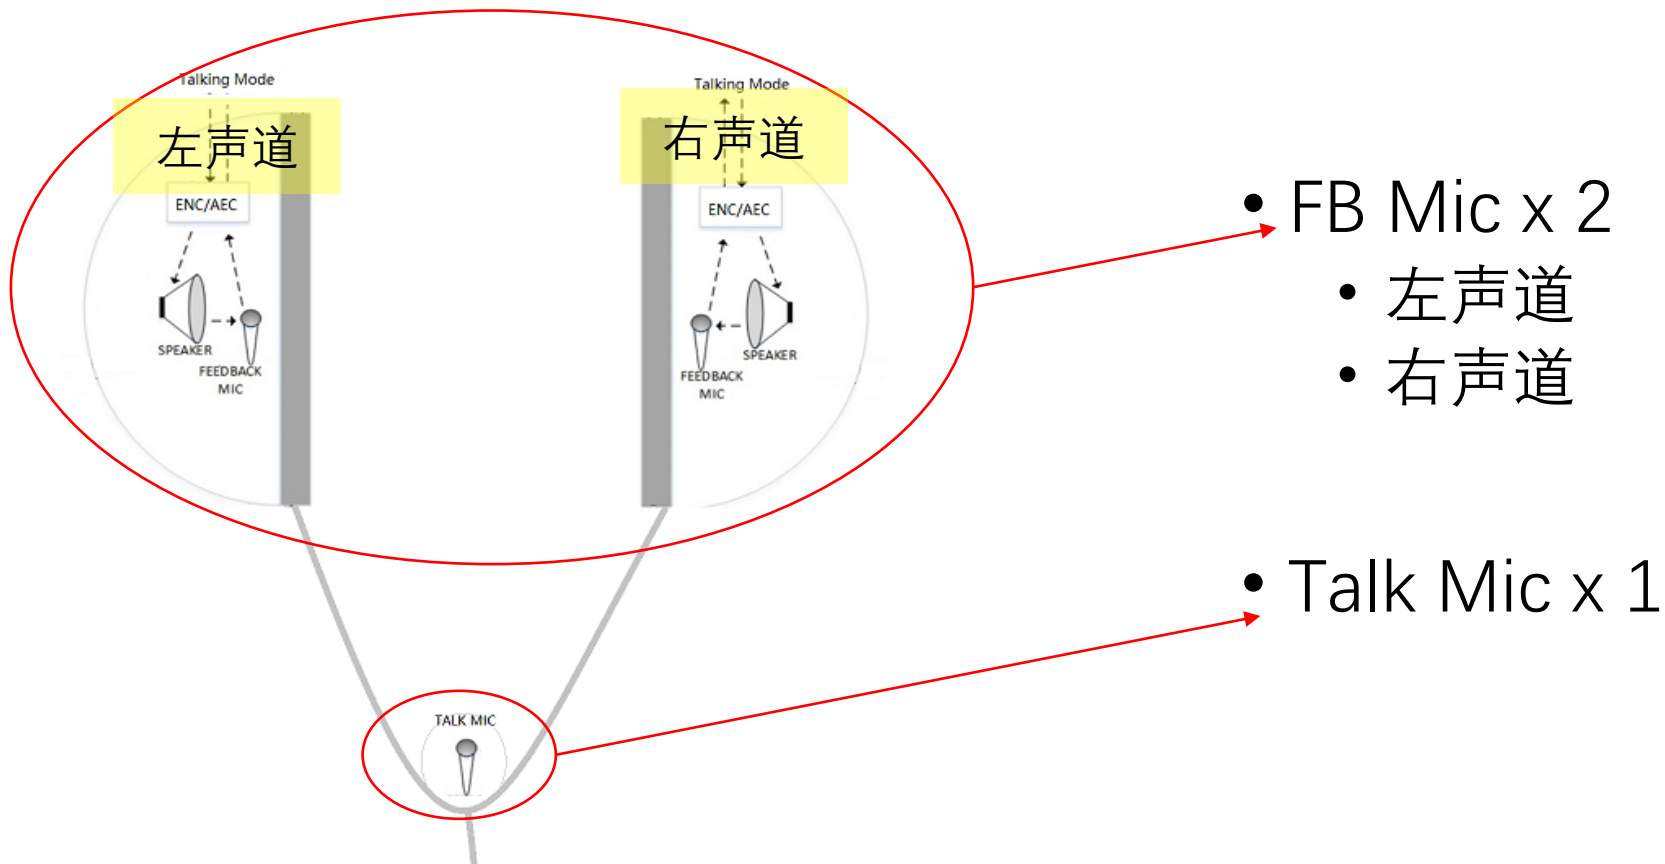 Talking Mode
左声道
ENC/AEC
SPEAKER
FEEDBACK
MIC
Talking Mode
右声道
ENC/AEC
SPEAKER
FEEDBACK
MIC
• FB Mic x 2
• 左声道
• 右声道
• Talk Mic x 1
TALK MIC